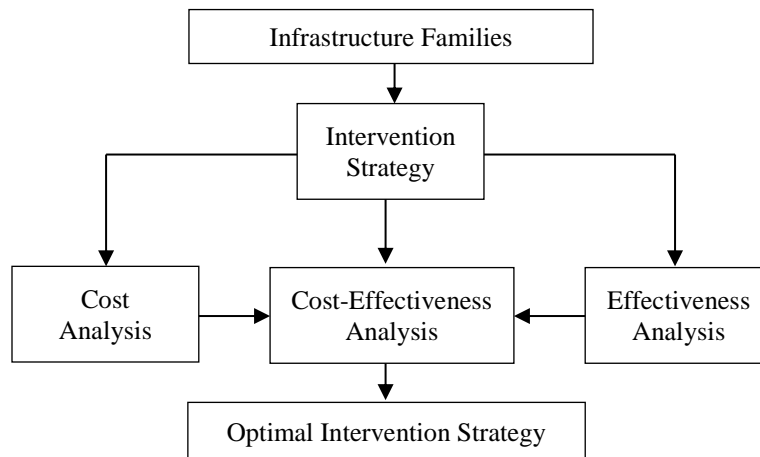 Infrastructure Families
Intervention
Strategy
Cost
Analysis
Cost-Effectiveness
Analysis
Effectiveness
Analysis
Optimal Intervention Strategy